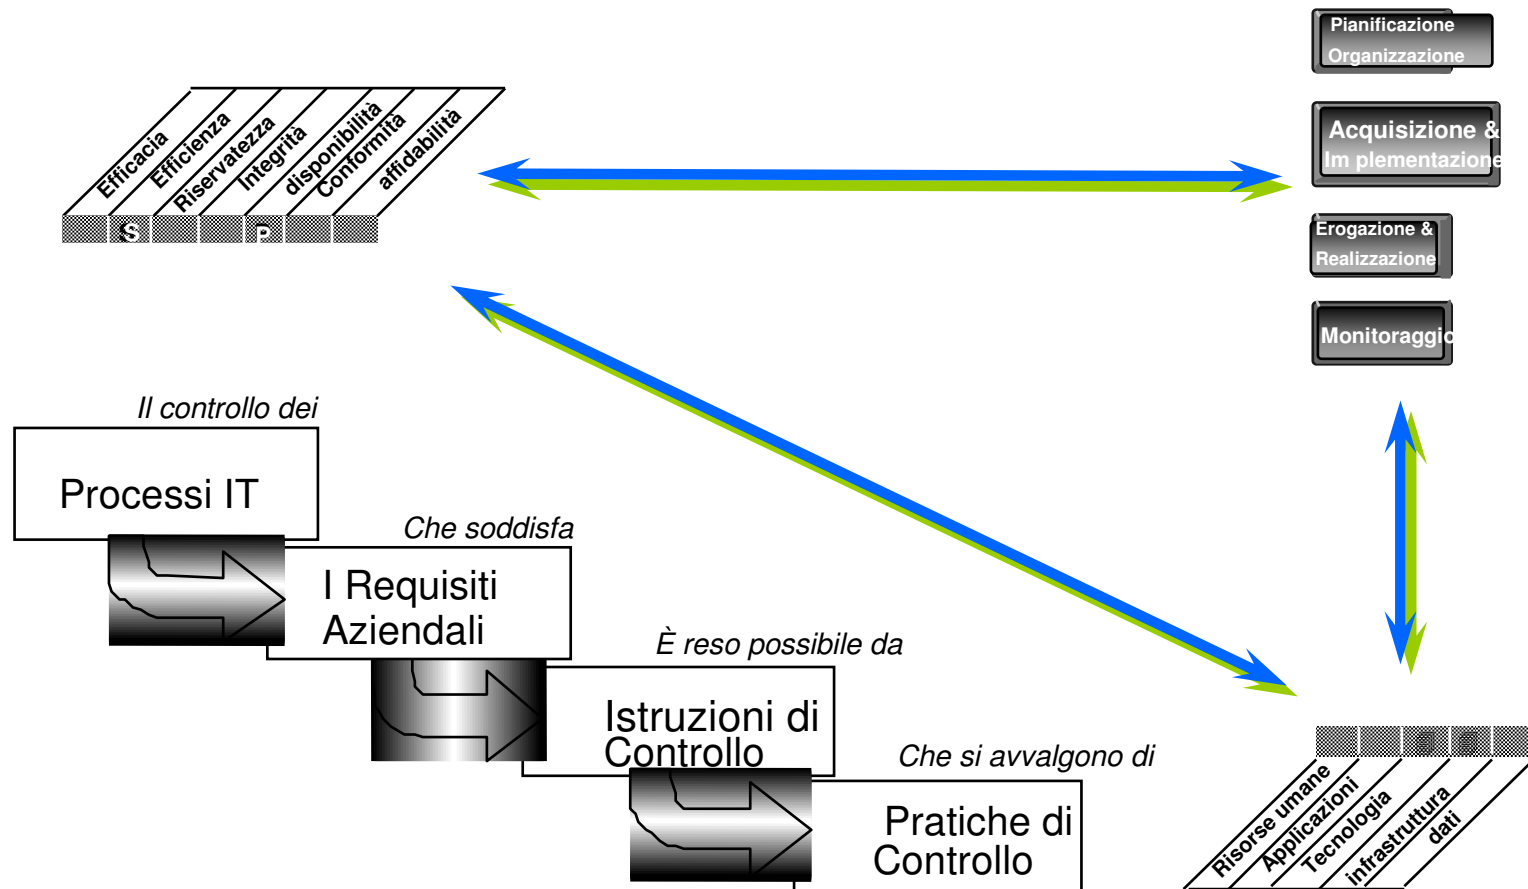 Pianificazione
Organizzazione
Acquisizione &
Im plementazione
Erogazione &
Realizzazione
Monitoraggio
Efficacia
Efficienza
Riservatezza
Integrità
disponibilità
Conformità
affidabilità
S
P
Il controllo dei
Processi IT
Che soddisfa
I Requisiti
Aziendali
È reso possibile da
Istruzioni di
Controllo
Che si avvalgono di
Pratiche di
Controllo
Risorse umane
Applicazioni
Tecnologia
infrastruttura
dati